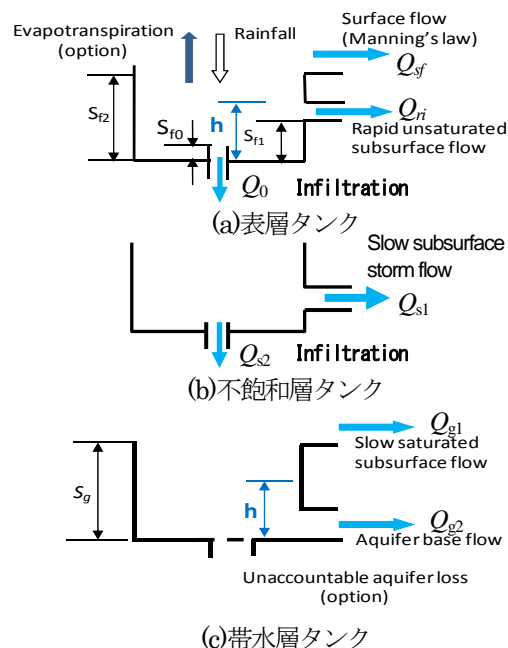 Evapotranspiration
(option)
Rainfall
Surface flow
(Manning's law)
Qsf
Sf2
Sf0
h
Sf1
Qri
Rapid unsaturated
subsurface flow
Q0
Infiltration
(a)表層タンク
Slow subsurface
storm flow
Qs1
Qs2
Infiltration
(b)不飽和層タンク
Qg1
Slow saturated
subsurface flow
Sg
h
Qg2
Aquifer base flow
Unaccountable aquifer loss
(option)
(c)帯水層タンク